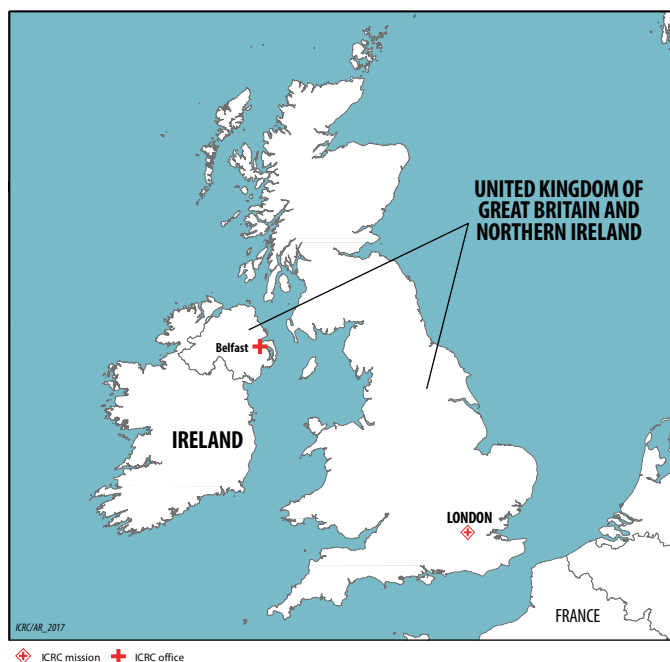 UNITED KINGDOM OF
GREAT BRITAIN AND
NORTHERN IRELAND
Belfast
IRELAND
LONDON
FRANCE
ICRC/AR_2017
ICRC mission ICRC office